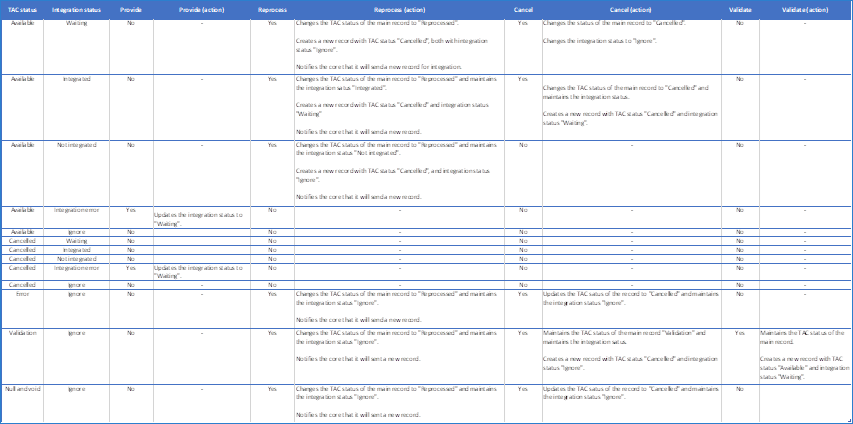 TAC status Integration status Provide Provide (action) Reprocess Reprocess (action) Cancel Cancel (action) Validate Validate (action)
Available Waiting No - Yes Changes the TAC status of the main record to "Reprocessed". Yes Changes the status of the main record to "Cancelled". No -
Creates a new record with TAC status "Cancelled", both with integration Changes the integration status to "Ignore".
status "Ignore".
Notifies the core that it will send a new record for integration.
Available Integrated No - Yes Changes the TAC status of the main record to "Reprocessed" and maintains Yes No -
the integration satus "Integrated". Changes the TAC status of the main record to "Cancelled" and
maintains the integration status.
Creates a new record with TAC status "Cancelled" and integration status
"Waiting" Creates a new record with TAC status "Cancelled" and integration
status "Waiting".
Notifies the core that it will send a new record.
Available Not integrated No - Yes Changes the TAC status of the main record to "Reprocessed" and maintains No - No -
the integration status "Not integrated".
Creates a new record with TAC status "Cancelled", and integration status
"Ignore".
Notifies the core that it will send a new record.
Available Integration error Yes No - No - No -
Updates the integration status to
"Waiting".
Available Ignore No No - No - No -
Cancelled Waiting No No - No - No -
Cancelled Integrated No No - No - No -
Cancelled Not integrated No No - No - No -
Cancelled Integration error Yes Updates the integration status to No - No - No -
"Waiting".
Cancelled Ignore No No - No - No -
Error Ignore No - Yes Changes the TAC status of the main record to "Reprocessed" and maintains Yes Updates the TAC status of the record to "Cancelled" and maintains No -
the integration status "Ignore". the integration status "Ignore".
Notifies the core that it will send a new record.
Validation Ignore No - Yes Changes the TAC status of the main record to "Reprocessed" and maintains Yes Maintains the TAC status of the main record "Validation" and Yes Maintains the TAC status of the
the integration status "Ignore". maintains the integration satus. main record.
Notifies the core that it will sent a new record. Creates a new record with TAC status "Cancelled" and integration Creates a new record with TAC
status "Ignore". status "Available" and integration
status "Waiting".
Null and void Ignore No - Yes Changes the TAC status of the main record to "Reprocessed" and maintains Yes Updates the TAC status of the record to "Cancelled" and maintains No -
the integration status "Ignore". the integration status "Ignore".
Notifies the core that it will sent a new record.